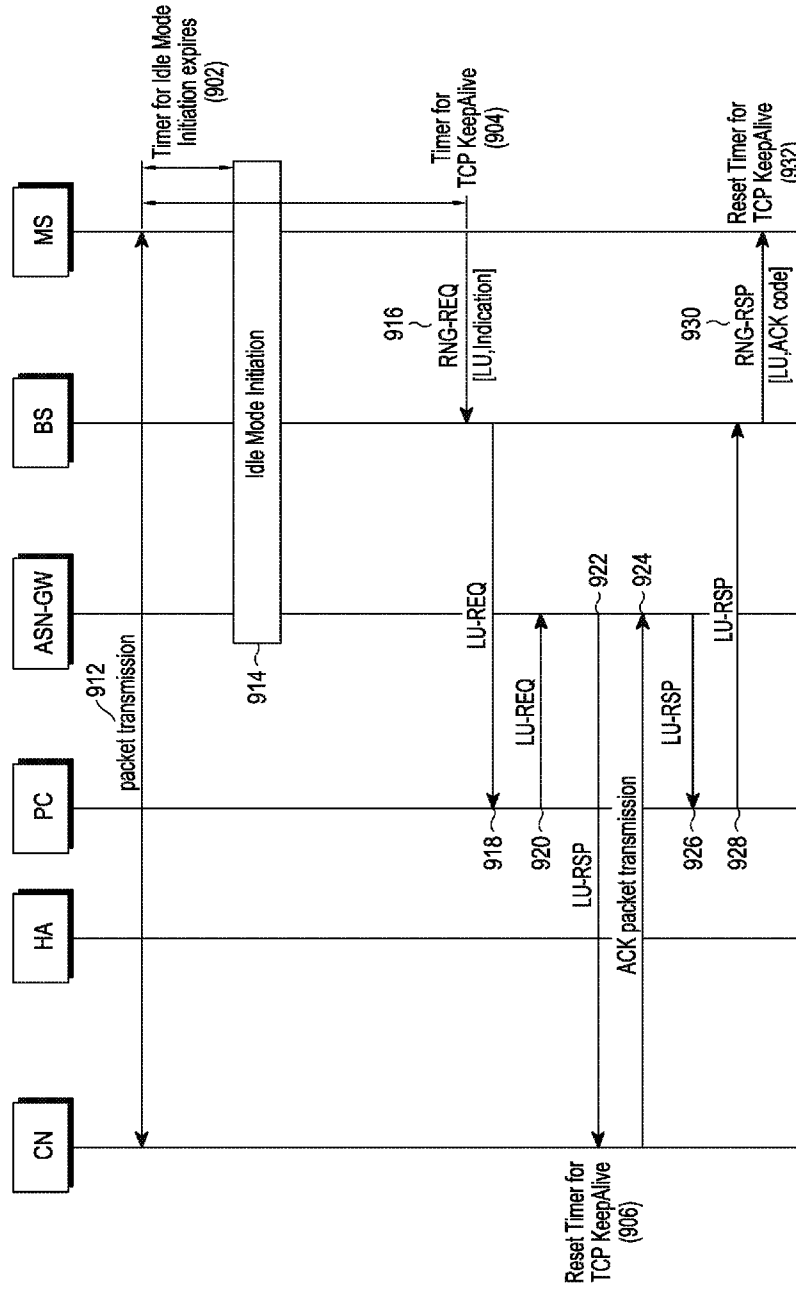 CN
HA
PC
ASN-GW
BS
MS
912
packet transmission
Timer for Idle Mode
Initiation expires
(902)
Idle Mode Initiation
914
Timer for
TCP KeepAlive
(904)
916
RNG-REQ
[LU,Indication]
LU-REQ
918
LU-REQ
920
LU-RSP
922
Reset Timer for
TCP KeepAlive
(906)
ACK packet transmission
924
LU-RSP
926
LU-RSP
928
930
RNG-RSP
[LU,ACK code]
Reset Timer for
TCP KeepAlive
(932)